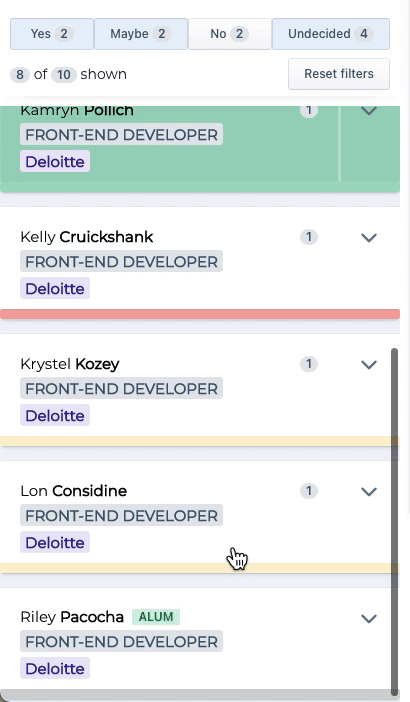 Yes 2 Maybe 2 No 2 Undecided 4
8 of 10 shown Reset filters
Kamryn Pollich 1
FRONT-END DEVELOPER
Deloitte
Kelly Cruickshank 1
FRONT-END DEVELOPER
Deloitte
Krystel Kozey 1
FRONT-END DEVELOPER
Deloitte
Lon Considine 1
FRONT-END DEVELOPER
Deloitte
Riley Pacocha ALUM
FRONT-END DEVELOPER
Deloitte